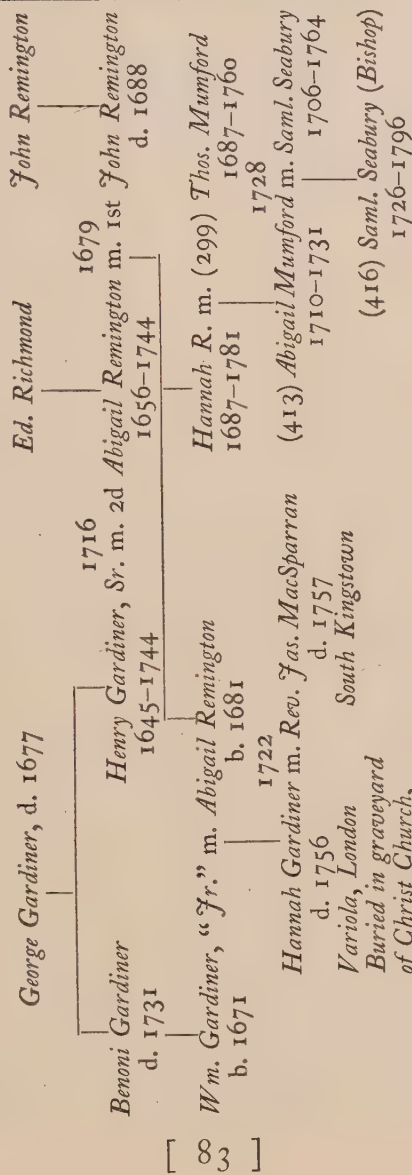 George Gardiner, d. 1677 Ed. Richmond John Remington
1716 1679
Benoni Gardiner Henry Gardiner, Sr. m. 2d Abigail Remington m. 1st John Remington
d. 1731 1645–1744 1656–1744 d. 1688
Wm. Gardiner, “Jr.” m. Abigail Remington Hannah R. m. (299) Thos. Mumford
b. 1671 b. 1681 1687–1781 1687–1760
1722 1728
Hannah Gardiner m. Rev. Jas. MacSparran (413) Abigail Mumford m. Saml. Seabury
d. 1756 d. 1757 1710–1731 1706–1764
Variola, London South Kingstown
Buried in graveyard (416) Saml. Seabury (Bishop)
of Christ Church, 1726–1796
[ 83 ]